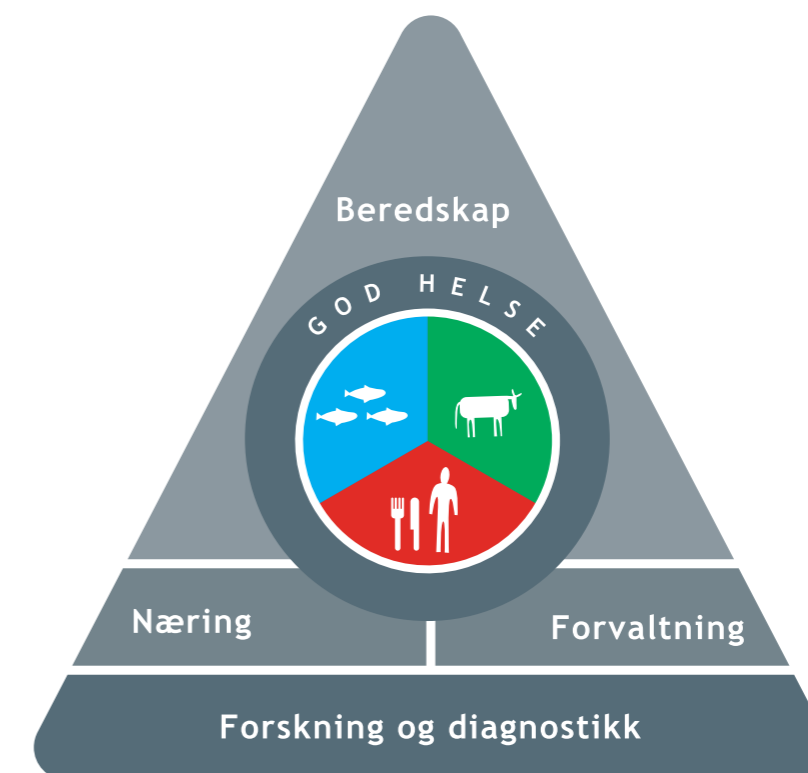 Beredskap
GOD HELSE
Næring
Forvaltning
Forskning og diagnostikk